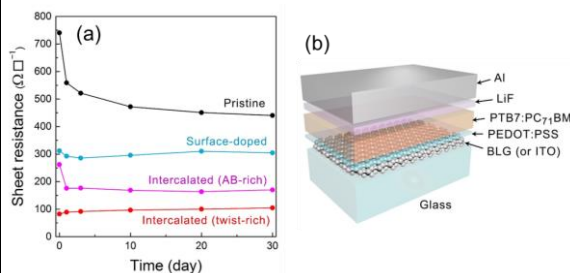 (a)
Sheet resistance (Ω □⁻¹)
800
700
600
500
400
300
200
100
0
Pristine
Surface-doped
Intercalated (AB-rich)
Intercalated (twist-rich)
0
10
20
30
Time (day)
(b)
Al
LiF
PTB7:PC₇₁BM
PEDOT:PSS
BLG (or ITO)
Glass